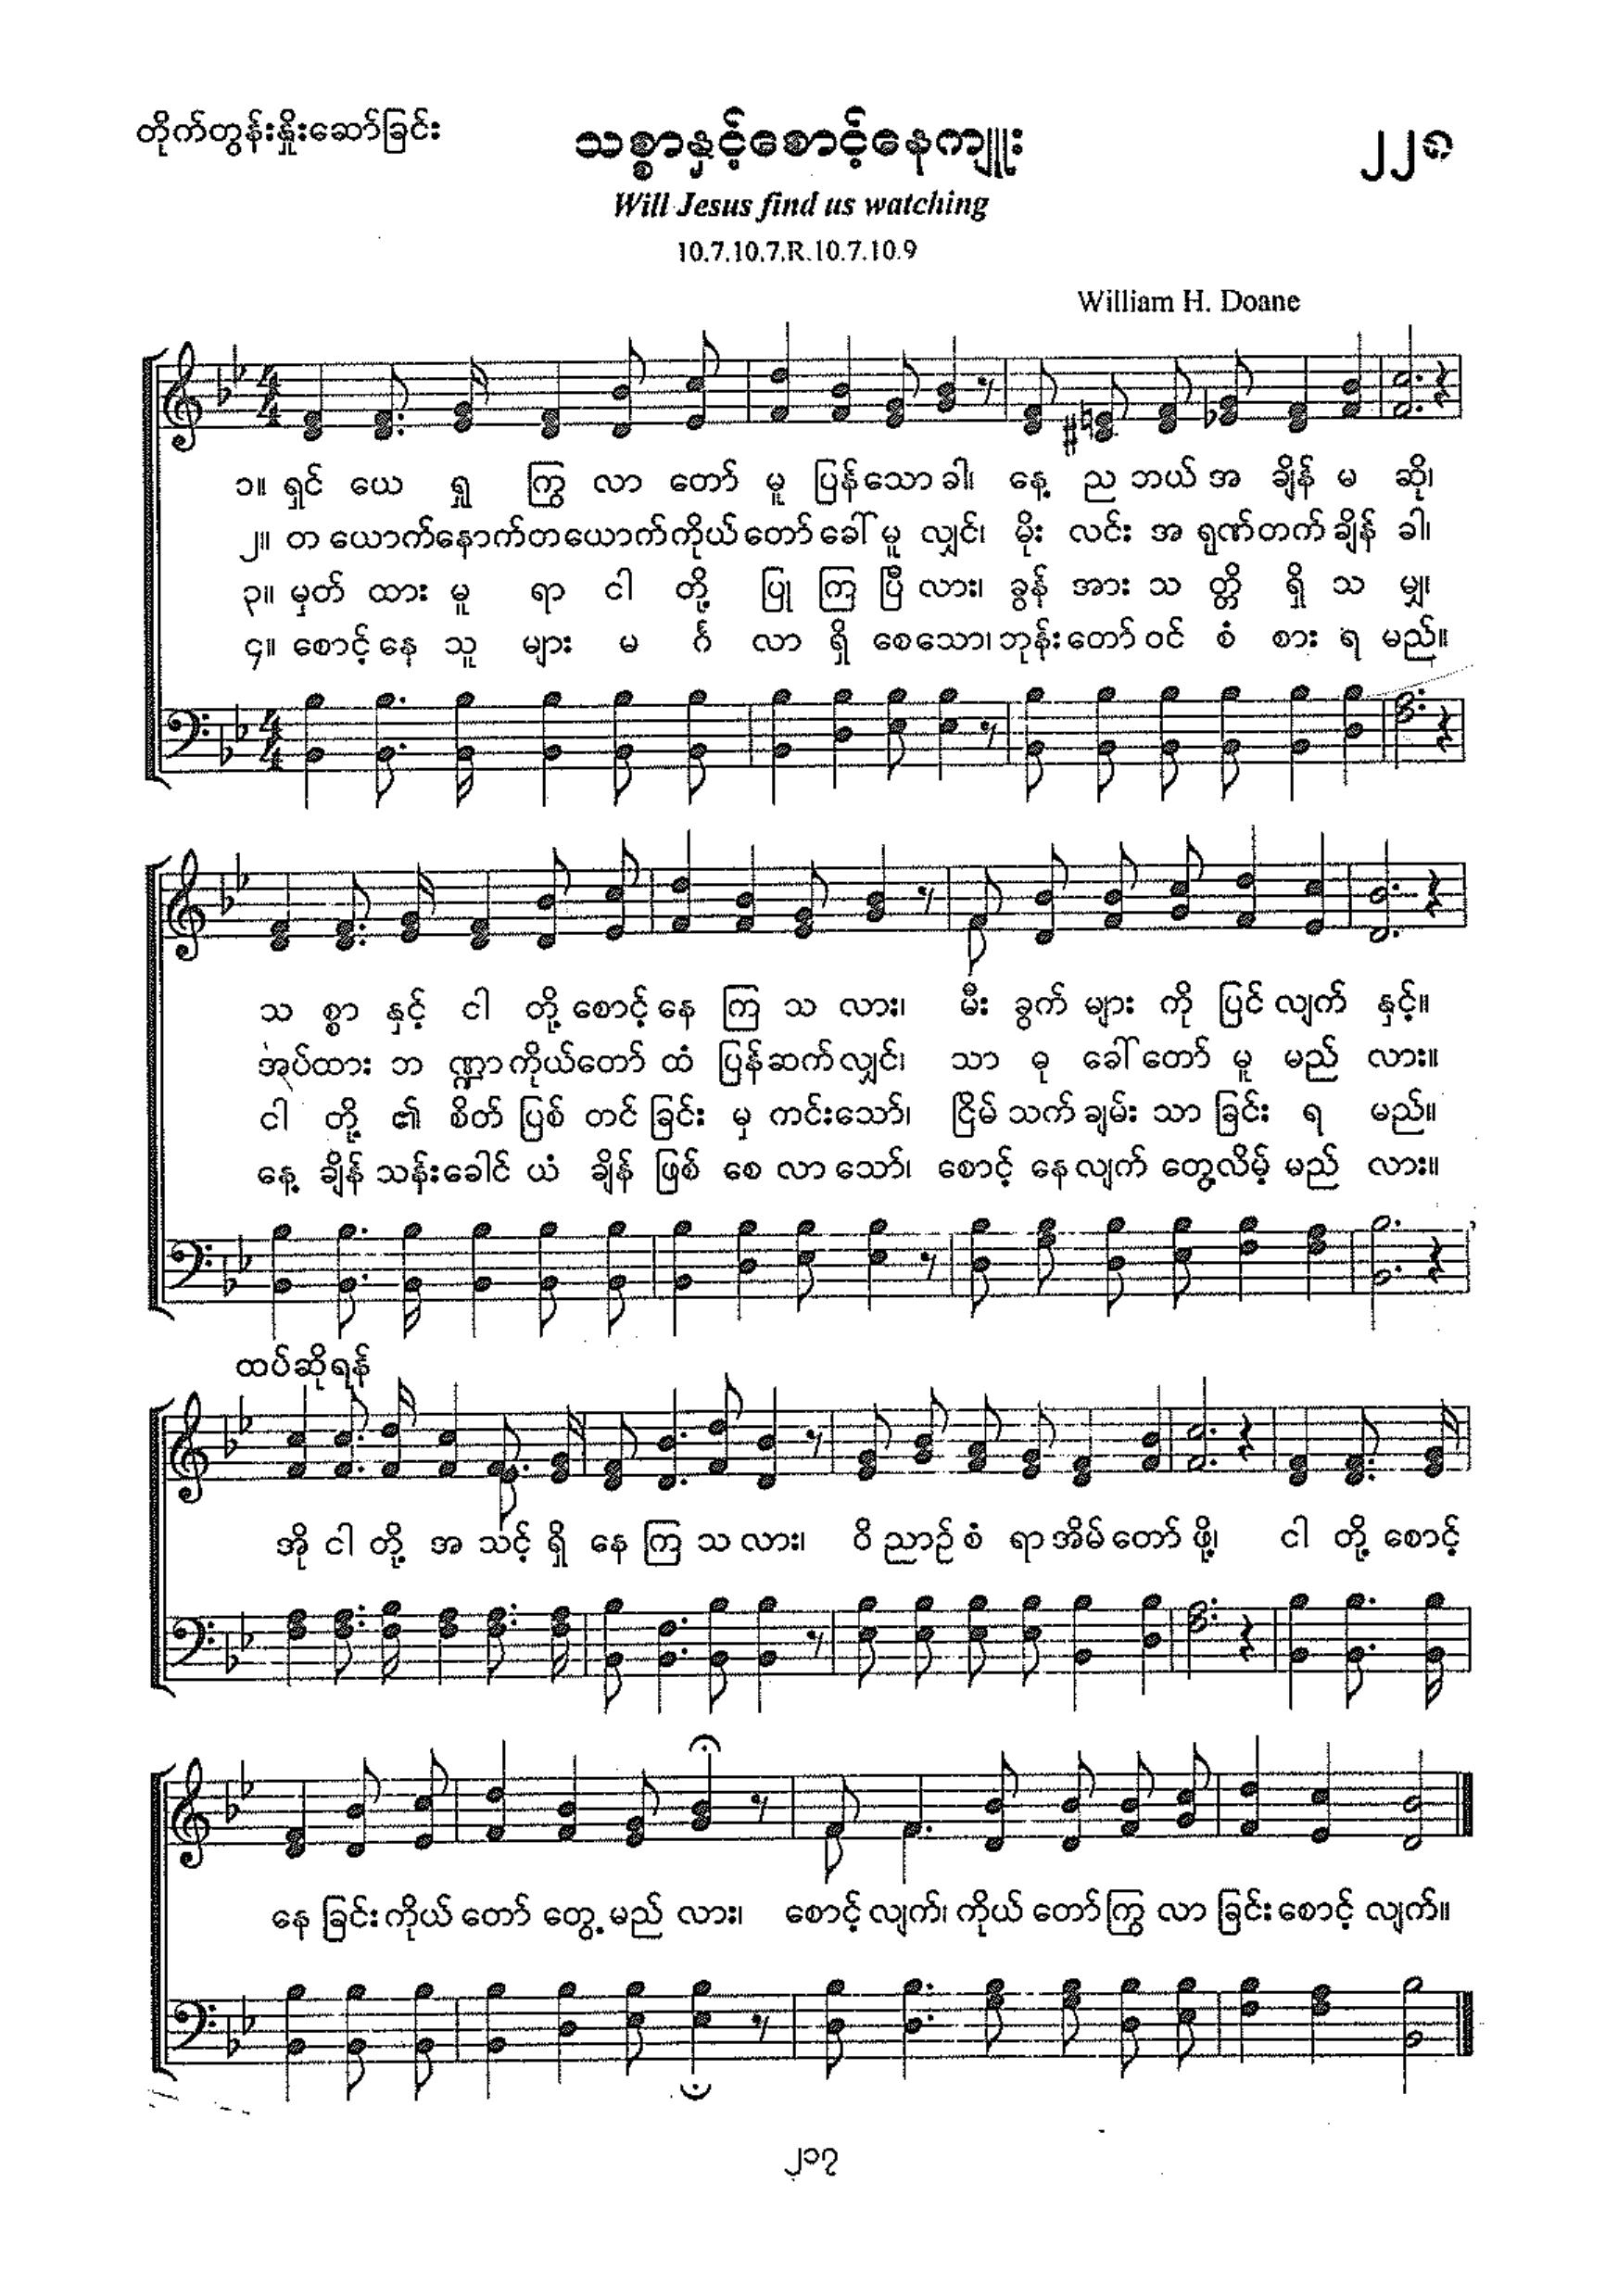 တိုက်တွန်းနှိုးဆော်ခြင်း
သစ္စာနှင့်စောင့်နေကျူး
၂၂၈
Will Jesus find us watching
10.7.10.7.R.10.7.10.9
William H. Doane
၁။ ရှင် ယေ ရှု ကြွ လာ တော် မူ ပြန်သော ခါ၊ နေ့ ည ဘယ် အ ချိန် မ ဆို၊
၂။ တ ယောက်နောက်တယောက်ကိုယ် တော် ခေါ် မူ လျှင်၊ မိုး လင်း အ ရုဏ်တက် ချိန် ခါ၊
၃။ မှတ် ထား မူ ရာ ငါ တို့ ပြု ကြ ပြီ လား၊ ခွန် အား သ တ္တိ ရှိ သ မျှ၊
၄။ စောင့် နေ သူ များ မ င်္ဂ လာ ရှိ စေသော၊ ဘုန်း တော် ဝင် စံ စား ရ မည်။
သ စ္စာ နှင့် ငါ တို့ စောင့် နေ ကြ သ လား၊ မီး ခွက် များ ကို ပြင် လျက် နှင့်။
အုပ်ထား ဘ ဏ္ဍာ ကိုယ်တော် ထံ ပြန်ဆက် လျှင်၊ သာ ဓု ခေါ် တော် မူ မည် လား။
ငါ တို့ ၏ စိတ် ပြစ် တင် ခြင်း မှ ကင်းသော်၊ ငြိမ် သက် ချမ်း သာ ခြင်း ရ မည်။
နေ့ ချိန် သန်းခေါင် ယံ ချိန် ဖြစ် စေ လာ သော်၊ စောင့် နေ လျက် တွေ့လိမ့် မည် လား။
ထပ်ဆိုရန်
အို ငါ တို့ အ သင့် ရှိ နေ ကြ သ လား၊ ဝိ ညာဉ် စံ ရာ အိမ် တော် ဖို့၊ ငါ တို့ စောင့်
နေ ခြင်း ကိုယ် တော် တွေ့ မည် လား၊ စောင့် လျက်၊ ကိုယ် တော် ကြွ လာ ခြင်း စောင့် လျက်။
၂၁၇